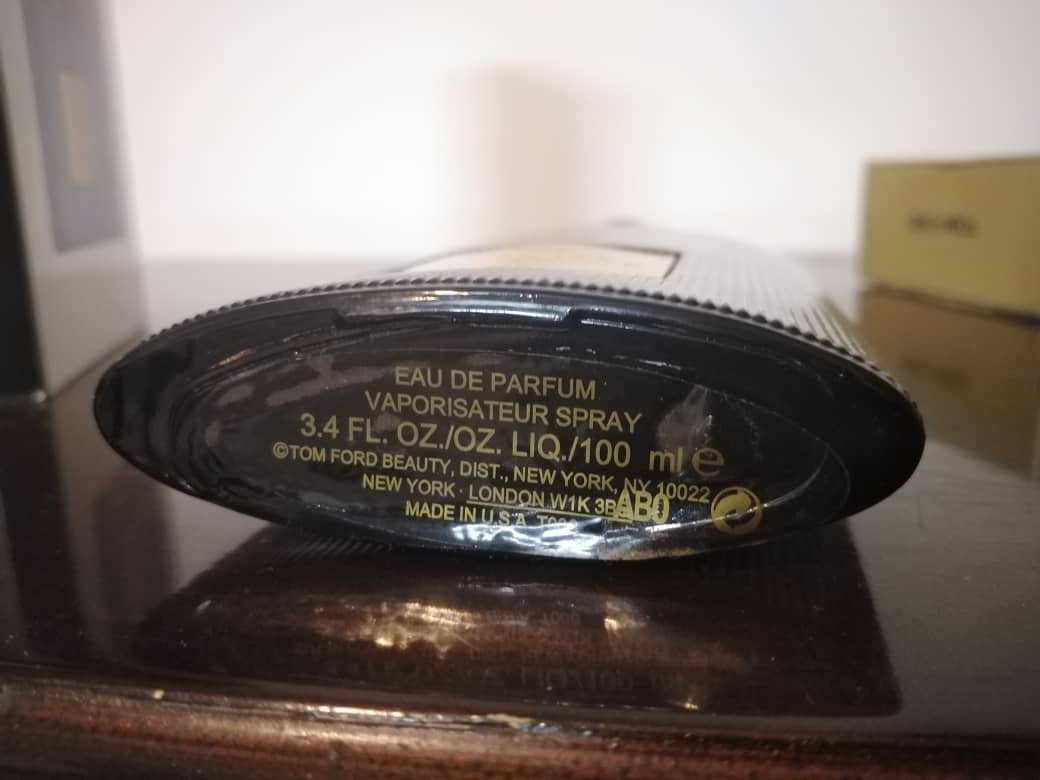 EAU DE PARFUM
VAPORISATEUR SPRAY
3.4 FL. OZ./OZ. LIQ./100 ml e
©TOM FORD BEAUTY, DIST., NEW YORK, NY 10022
NEW YORK · LONDON W1K
AB0
MADE IN U.S.A.